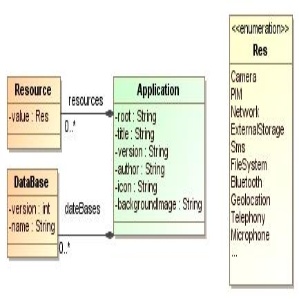 Resource
-value : Res
resources
0..*
Application
-root : String
-title : String
-version : String
-author : String
-icon : String
-backgroundImage : String
DataBase
-version : int
-name : String
dateBases
0..*
<<enumeration>>
Res
Camera
PIM
Network
ExternalStorage
Sms
FileSystem
Bluetooth
Geolocation
Telephony
Microphone
...